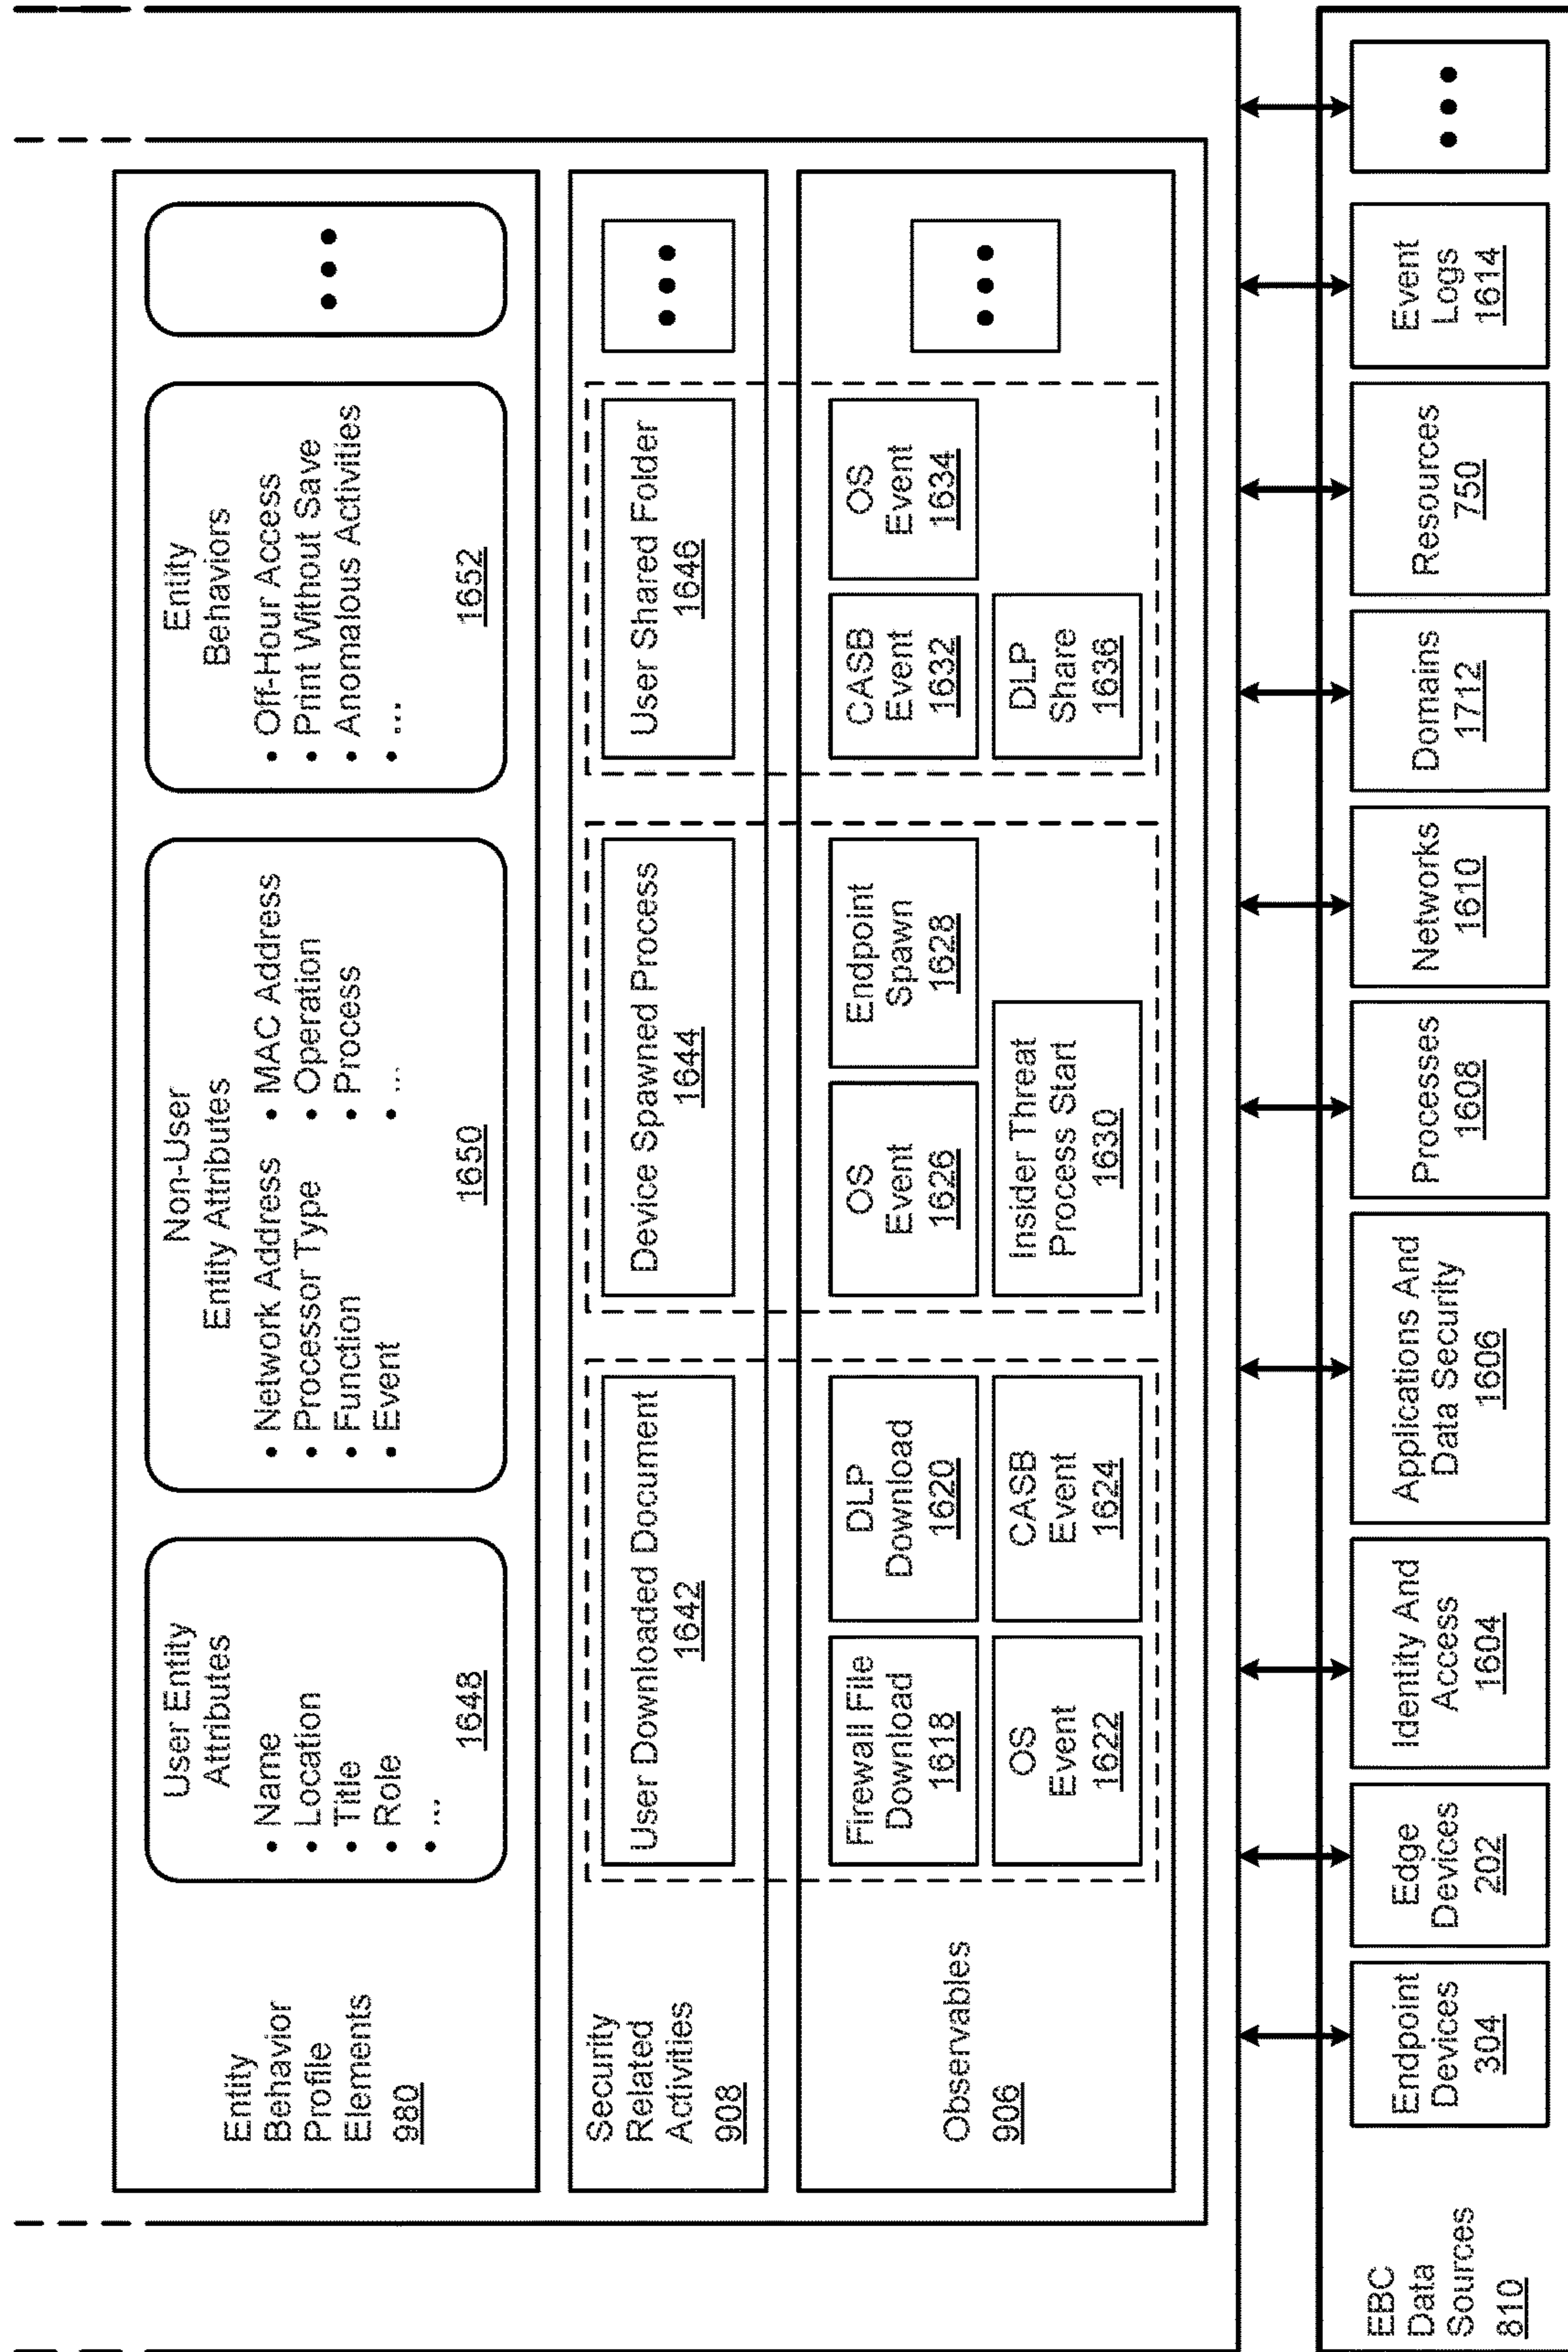 Entity
Behavior
Profile
Elements
980
User Entity
Attributes
• Name
• Location
• Title
• Role
• ...
1648
Non-User
Entity Attributes
• Network Address
• Processor Type
• Function
• Event
• MAC Address
• Operation
• Process
• ...
1650
Entity
Behaviors
• Off-Hour Access
• Print Without Save
• Anomalous Activities
• ...
1652
Security
Related
Activities
908
User Downloaded Document
1642
Device Spawned Process
1644
User Shared Folder
1646
Observables
906
Firewall File
Download
1618
DLP
Download
1620
OS
Event
1622
CASB
Event
1624
OS
Event
1626
Endpoint
Spawn
1628
Insider Threat
Process Start
1630
CASB
Event
1632
OS
Event
1634
DLP
Share
1636
EBC
Data
Sources
810
Endpoint
Devices
304
Edge
Devices
202
Identity And
Access
1604
Applications And
Data Security
1606
Processes
1608
Networks
1610
Domains
1712
Resources
750
Event
Logs
1614